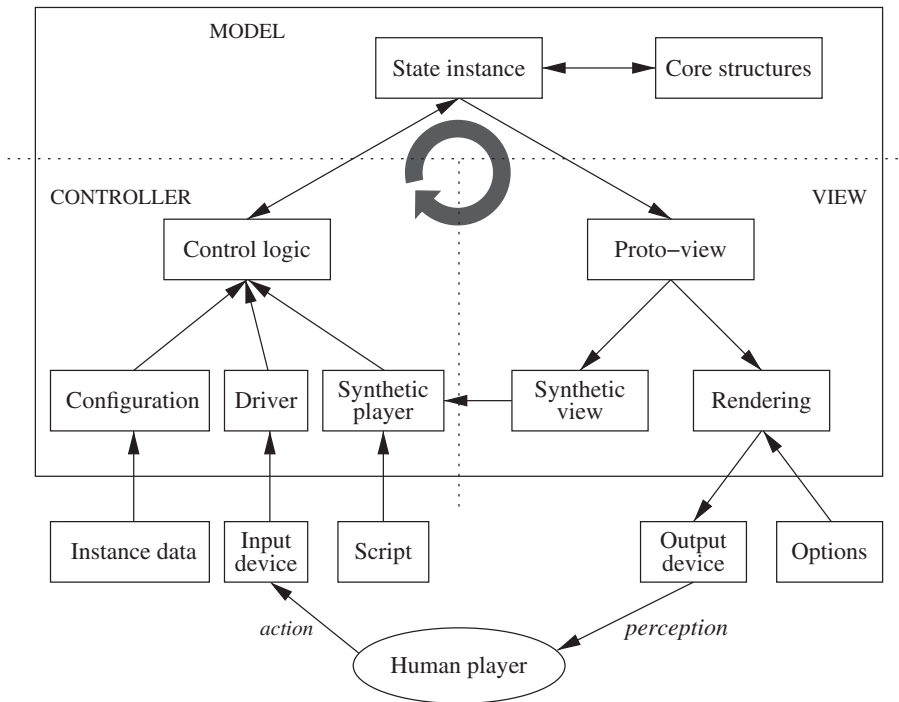 MODEL
State instance
Core structures
CONTROLLER
VIEW
Control logic
Proto−view
Configuration
Driver
Synthetic
player
Synthetic
view
Rendering
Instance data
Input
device
Script
Output
device
Options
action
perception
Human player